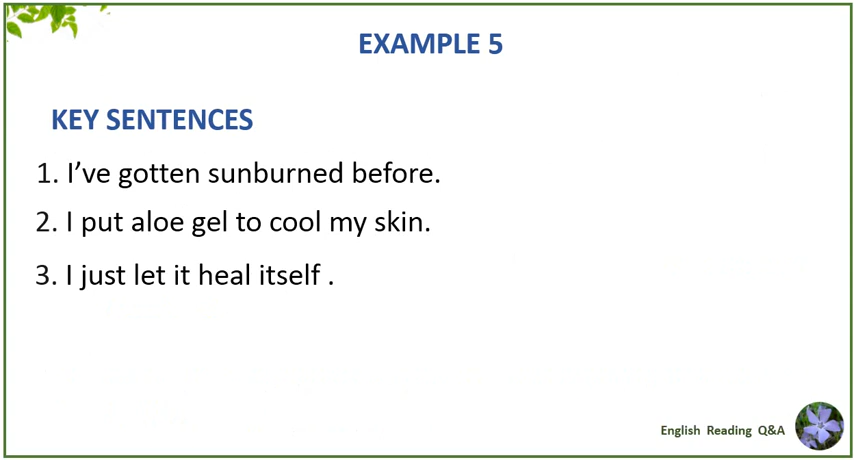 EXAMPLE 5
KEY SENTENCES
1. I’ve gotten sunburned before.
2. I put aloe gel to cool my skin.
3. I just let it heal itself .
English Reading Q&A